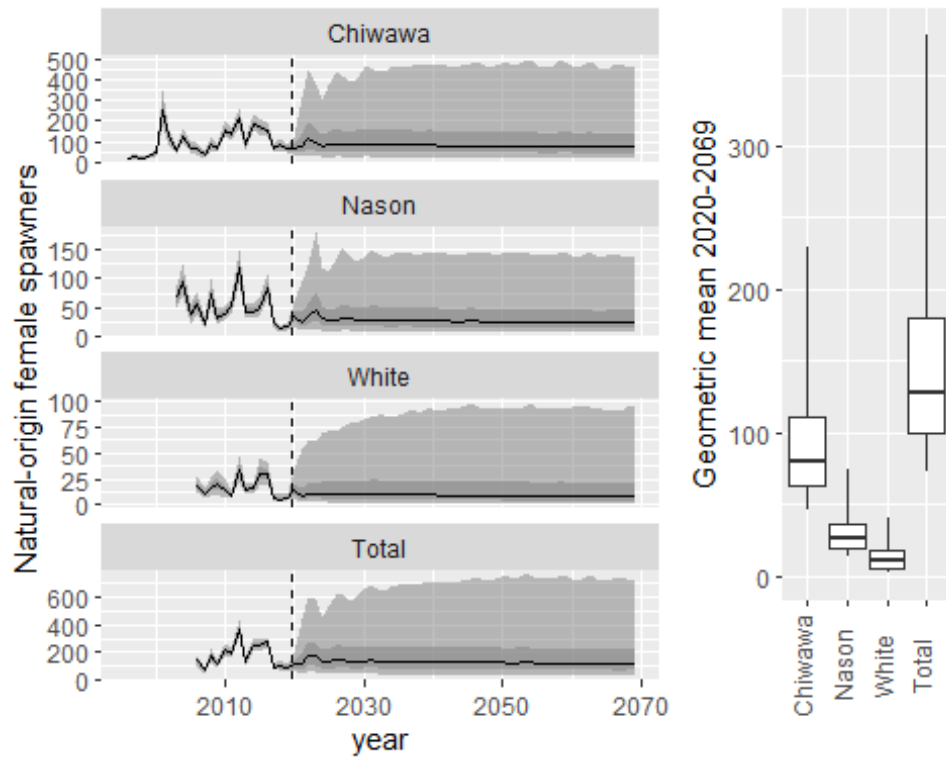 Natural-origin female spawners
Chiwawa
500
400
300
200
100
0
Nason
150
100
50
0
White
100
75
50
25
0
Total
600
400
200
0
2010 2030 2050 2070
year
Geometric mean 2020-2069
300
200
100
0
Chiwawa
Nason
White
Total